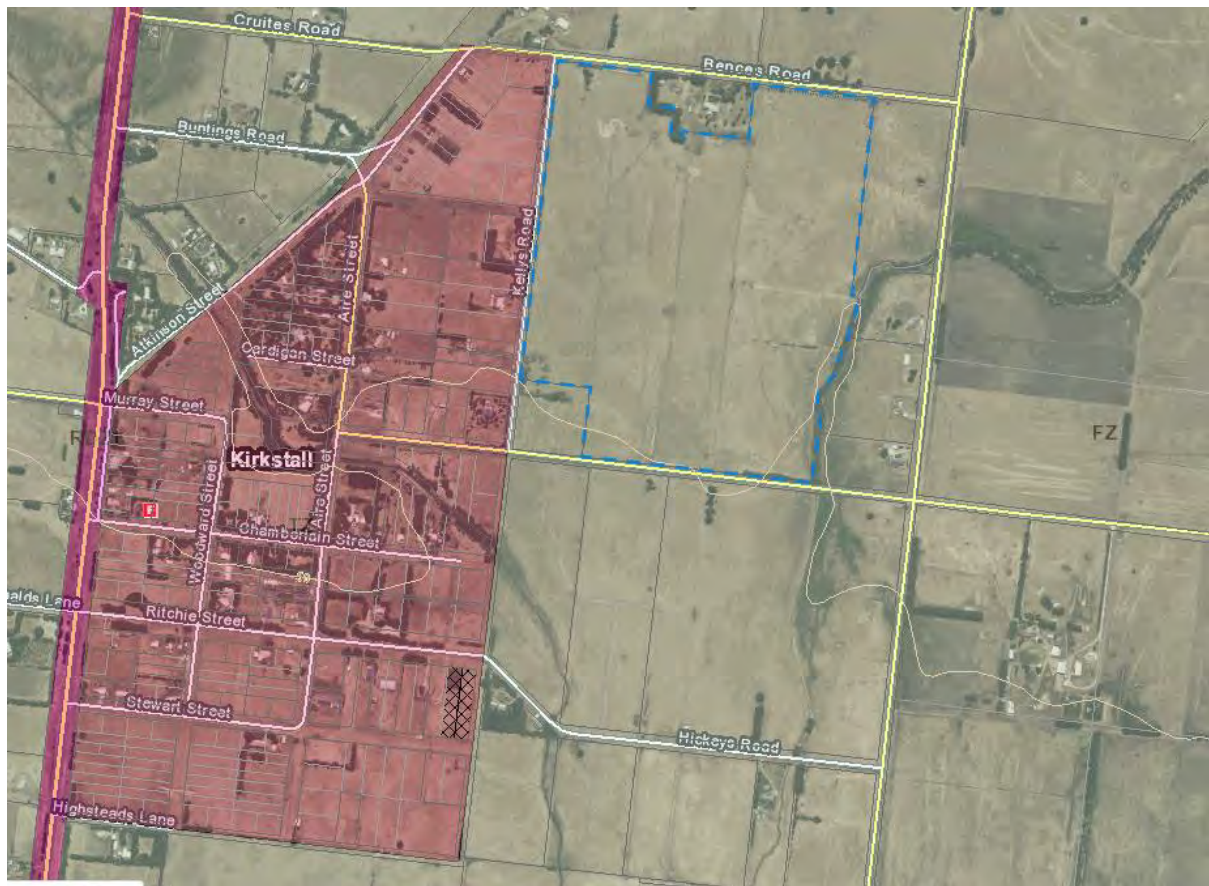 Cruites Road
Bences Road
Buntings Road
Kellys Road
Aire Street
Atkinson Street
Cardigan Street
Murray Street
FZ
Kirkstall
Woodward Street
Aire Street
F
Chamberlain Street
Ritchie Street
Stewart Street
Hickeys Road
Highsteads Lane